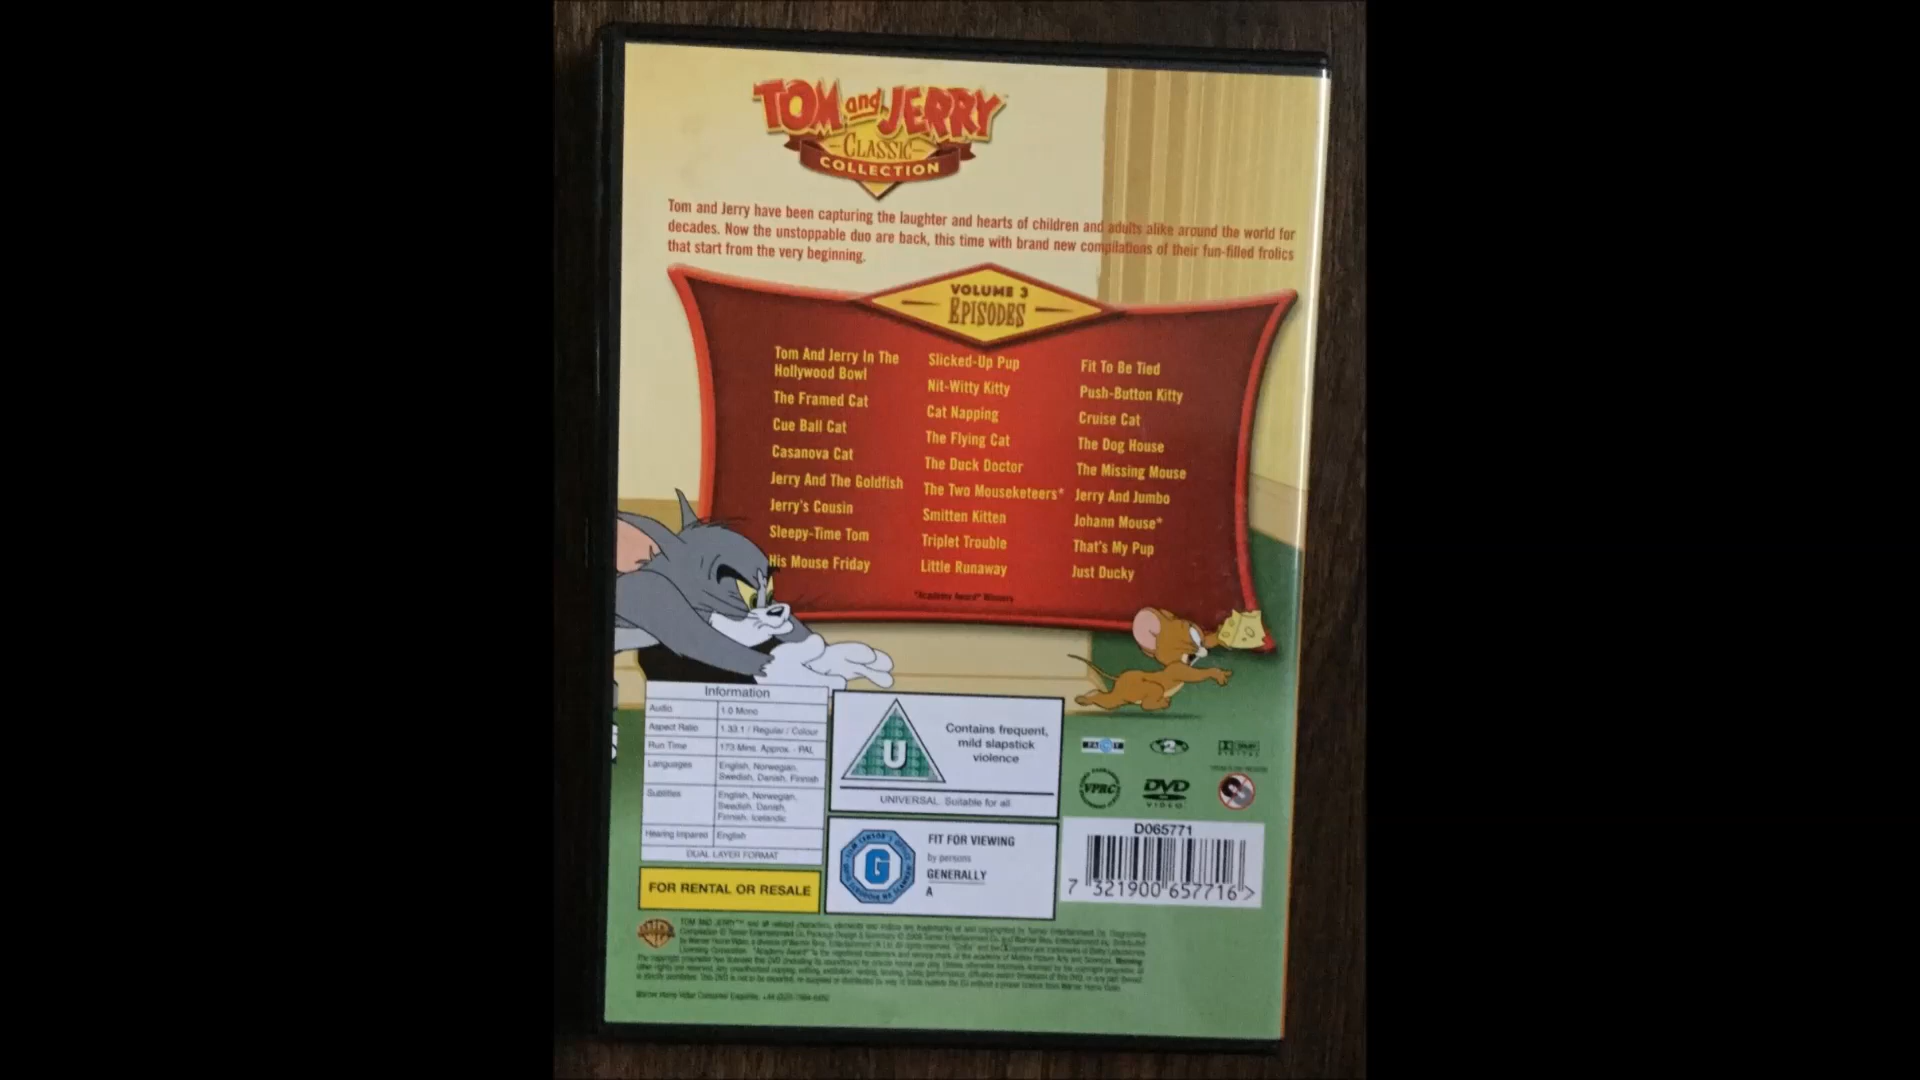 TOM and JERRY
CLASSIC
COLLECTION
Tom and Jerry have been capturing the laughter and hearts of children and adults alike around the world for
decades. Now the unstoppable duo are back, this time with brand new compilations of their fun-filled frolics
that start from the very beginning.
VOLUME 3
EPISODES
Tom And Jerry In The
Hollywood Bowl
The Framed Cat
Cue Ball Cat
Casanova Cat
Jerry And The Goldfish
Jerry's Cousin
Sleepy-Time Tom
His Mouse Friday
Slicked-Up Pup
Nit-Witty Kitty
Cat Napping
The Flying Cat
The Duck Doctor
The Two Mouseketeers*
Smitten Kitten
Triplet Trouble
Little Runaway
Fit To Be Tied
Push-Button Kitty
Cruise Cat
The Dog House
The Missing Mouse
Jerry And Jumbo
Johann Mouse*
That's My Pup
Just Ducky
*Academy Award® Winners
Information
Audio 1.0 Mono
Aspect Ratio 1.33:1 / Regular / Colour
Run Time 173 Mins. Approx. - PAL
Languages English, Norwegian,
Swedish, Danish, Finnish
Subtitles English, Norwegian,
Swedish, Danish,
Finnish, Icelandic
Hearing Impaired English
DUAL LAYER FORMAT
FOR RENTAL OR RESALE
U
Contains frequent,
mild slapstick
violence
UNIVERSAL Suitable for all
G
FIT FOR VIEWING
by persons
GENERALLY
A
PAL
2
VPRC
DVD
VIDEO
D065771
7 321900 657716 >